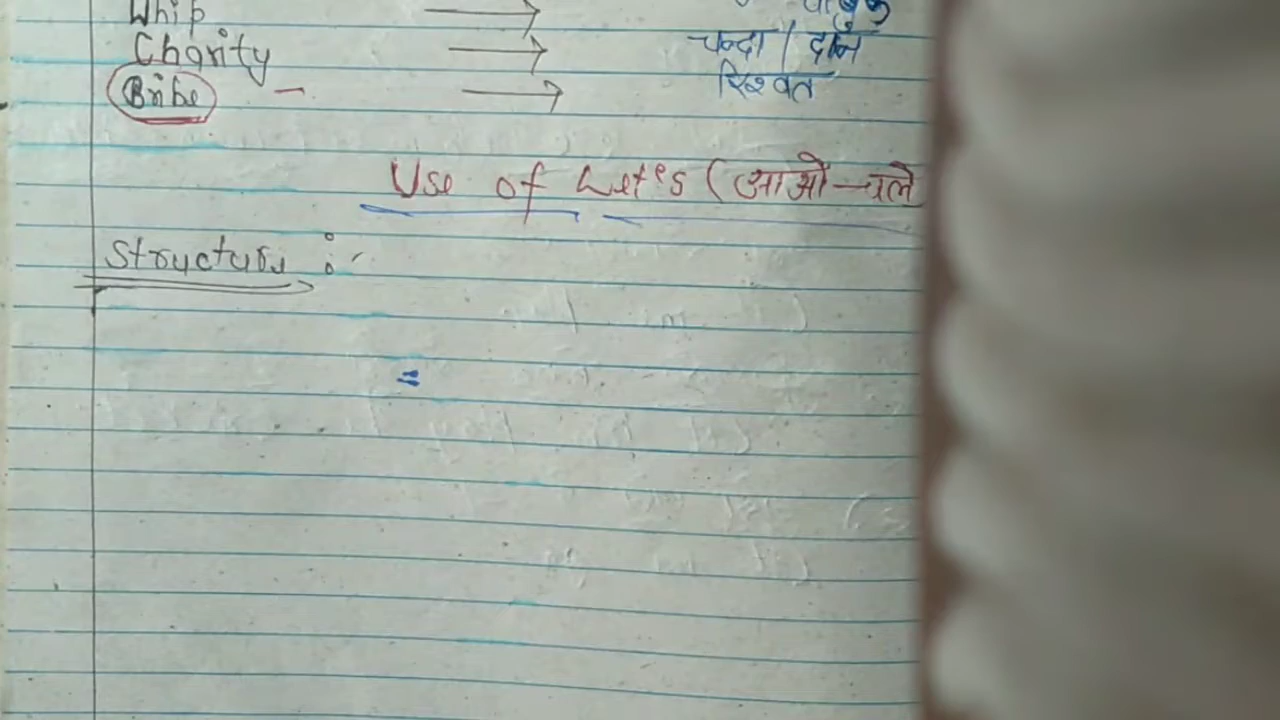 Whip → चाबुक
Charity → चन्दा / दान
Bribe – → रिश्वत
Use of Let's (आओ चले
Structure :-
=